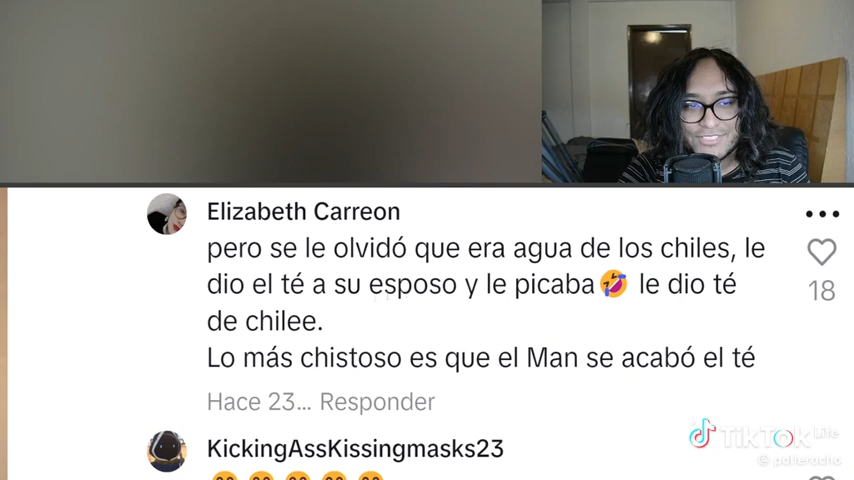 Elizabeth Carreon
pero se le olvidó que era agua de los chiles, le
dio el té a su esposo y le picaba🤣 le dio té
de chilee.
Lo más chistoso es que el Man se acabó el té
18
Hace 23... Responder
KickingAssKissingmasks23
TikTok Lite